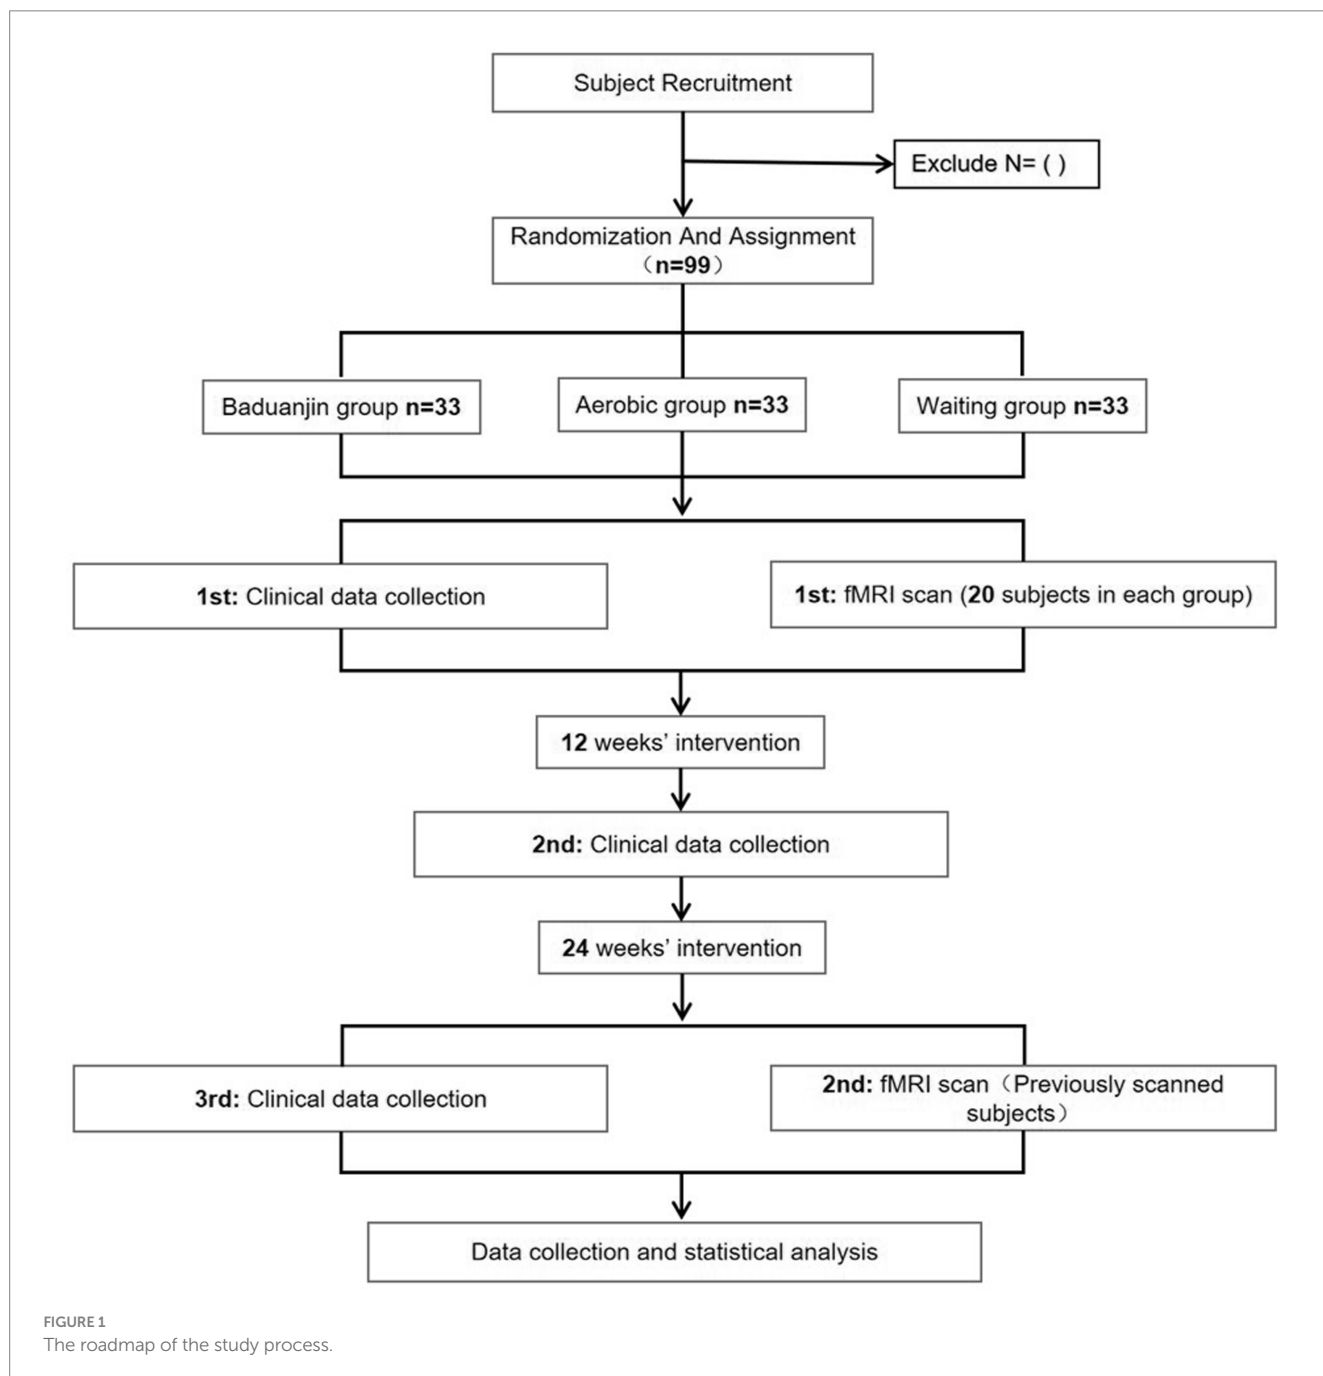 Subject Recruitment
Exclude N= ( )
Randomization And Assignment
（n=99）
Baduanjin group n=33
Aerobic group n=33
Waiting group n=33
1st: Clinical data collection
1st: fMRI scan (20 subjects in each group)
12 weeks’ intervention
2nd: Clinical data collection
24 weeks’ intervention
3rd: Clinical data collection
2nd: fMRI scan（Previously scanned
subjects）
Data collection and statistical analysis
FIGURE 1
The roadmap of the study process.